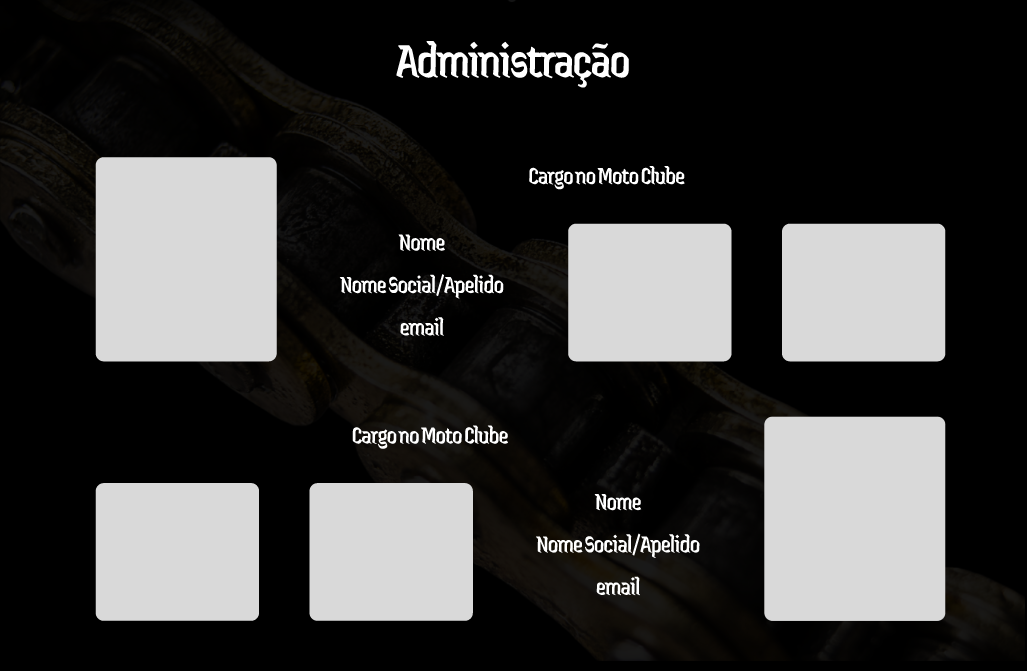 Administração
Cargo no Moto Clube
Nome
Nome Social/Apelido
email
Cargo no Moto Clube
Nome
Nome Social/Apelido
email